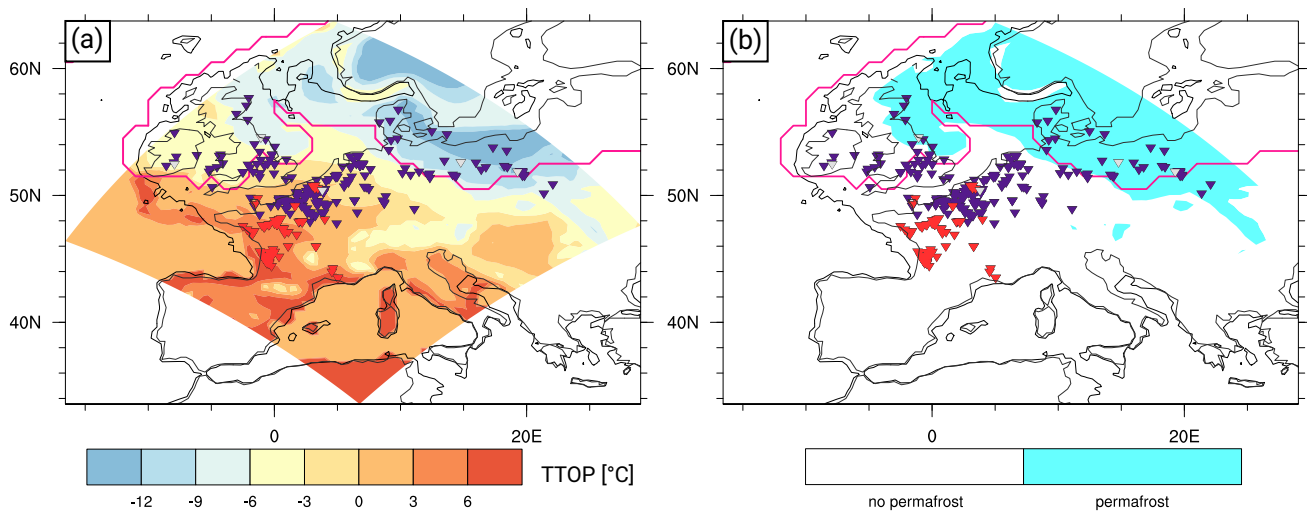 (a)
60N
50N
40N
0
20E
-12
-9
-6
-3
0
3
6
TTOP [°C]
(b)
60N
50N
40N
0
20E
no permafrost
permafrost